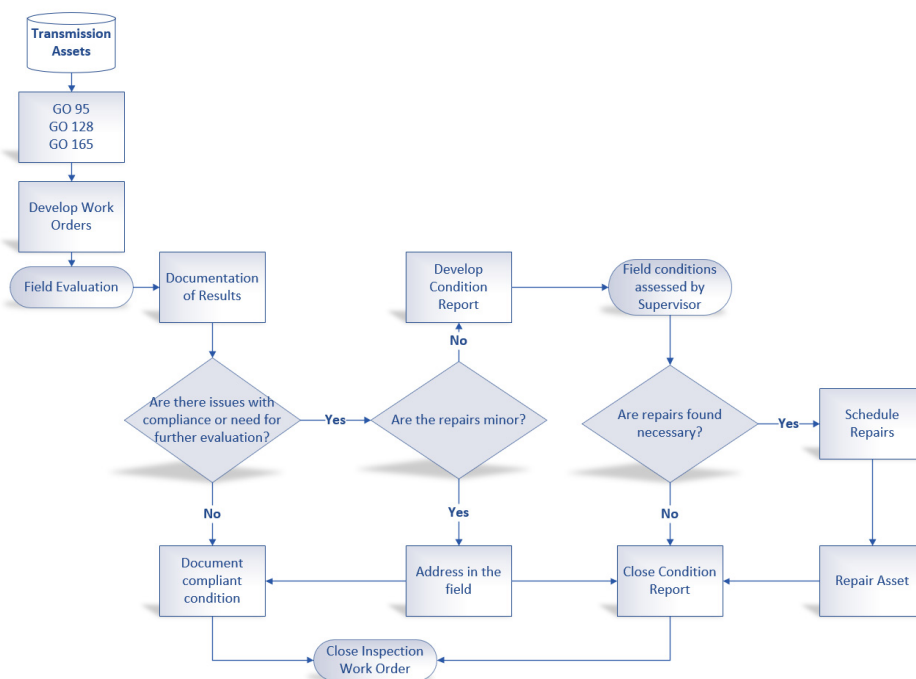 Transmission
Assets
GO 95
GO 128
GO 165
Develop Work
Orders
Field Evaluation
Documentation
of Results
Develop
Condition
Report
Field conditions
assessed by
Supervisor
No
Are there issues with
compliance or need for
further evaluation?
Yes
Are the repairs minor?
Are repairs found
necessary?
Yes
Schedule
Repairs
No
Yes
No
Document
compliant
condition
Address in the
field
Close Condition
Report
Repair Asset
Close Inspection
Work Order